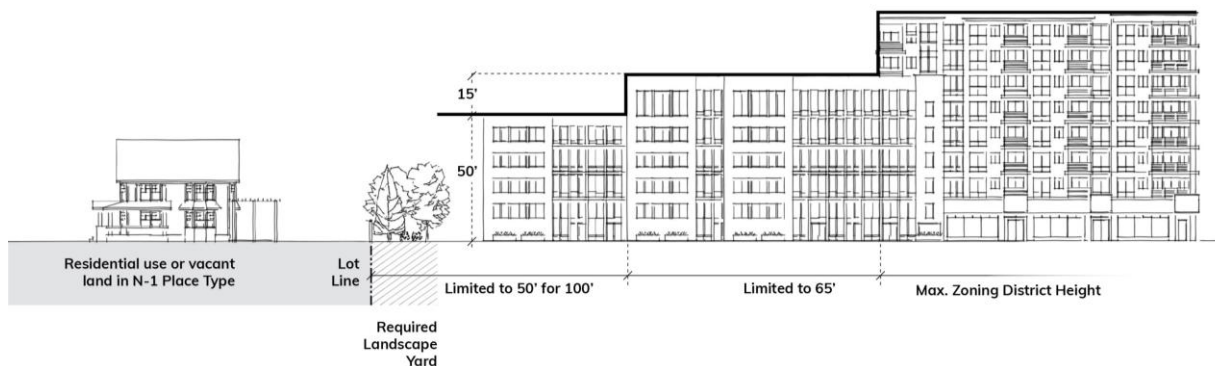 15'
50'
Residential use or vacant
land in N-1 Place Type
Lot
Line
Limited to 50' for 100'
Limited to 65'
Max. Zoning District Height
Required
Landscape
Yard